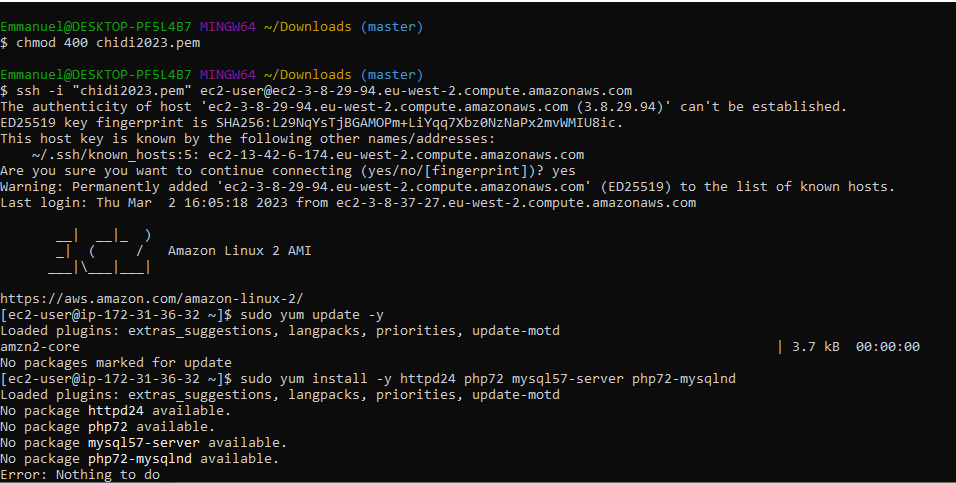 Emmanuel@DESKTOP-PF5L4B7 MINGW64 ~/Downloads (master)
$ chmod 400 chidi2023.pem
Emmanuel@DESKTOP-PF5L4B7 MINGW64 ~/Downloads (master)
$ ssh -i "chidi2023.pem" ec2-user@ec2-3-8-29-94.eu-west-2.compute.amazonaws.com
The authenticity of host 'ec2-3-8-29-94.eu-west-2.compute.amazonaws.com (3.8.29.94)' can't be established.
ED25519 key fingerprint is SHA256:L29NqYsTjBGAMOPm+LiYqq7Xbz0NzNaPx2mvWMIU8ic.
This host key is known by the following other names/addresses:
    ~/.ssh/known_hosts:5: ec2-13-42-6-174.eu-west-2.compute.amazonaws.com
Are you sure you want to continue connecting (yes/no/[fingerprint])? yes
Warning: Permanently added 'ec2-3-8-29-94.eu-west-2.compute.amazonaws.com' (ED25519) to the list of known hosts.
Last login: Thu Mar  2 16:05:18 2023 from ec2-3-8-37-27.eu-west-2.compute.amazonaws.com
       __|  __|_  )
       _|  (     /   Amazon Linux 2 AMI
      ___|\___|___|
https://aws.amazon.com/amazon-linux-2/
[ec2-user@ip-172-31-36-32 ~]$ sudo yum update -y
Loaded plugins: extras_suggestions, langpacks, priorities, update-motd
amzn2-core | 3.7 kB  00:00:00
No packages marked for update
[ec2-user@ip-172-31-36-32 ~]$ sudo yum install -y httpd24 php72 mysql57-server php72-mysqlnd
Loaded plugins: extras_suggestions, langpacks, priorities, update-motd
No package httpd24 available.
No package php72 available.
No package mysql57-server available.
No package php72-mysqlnd available.
Error: Nothing to do